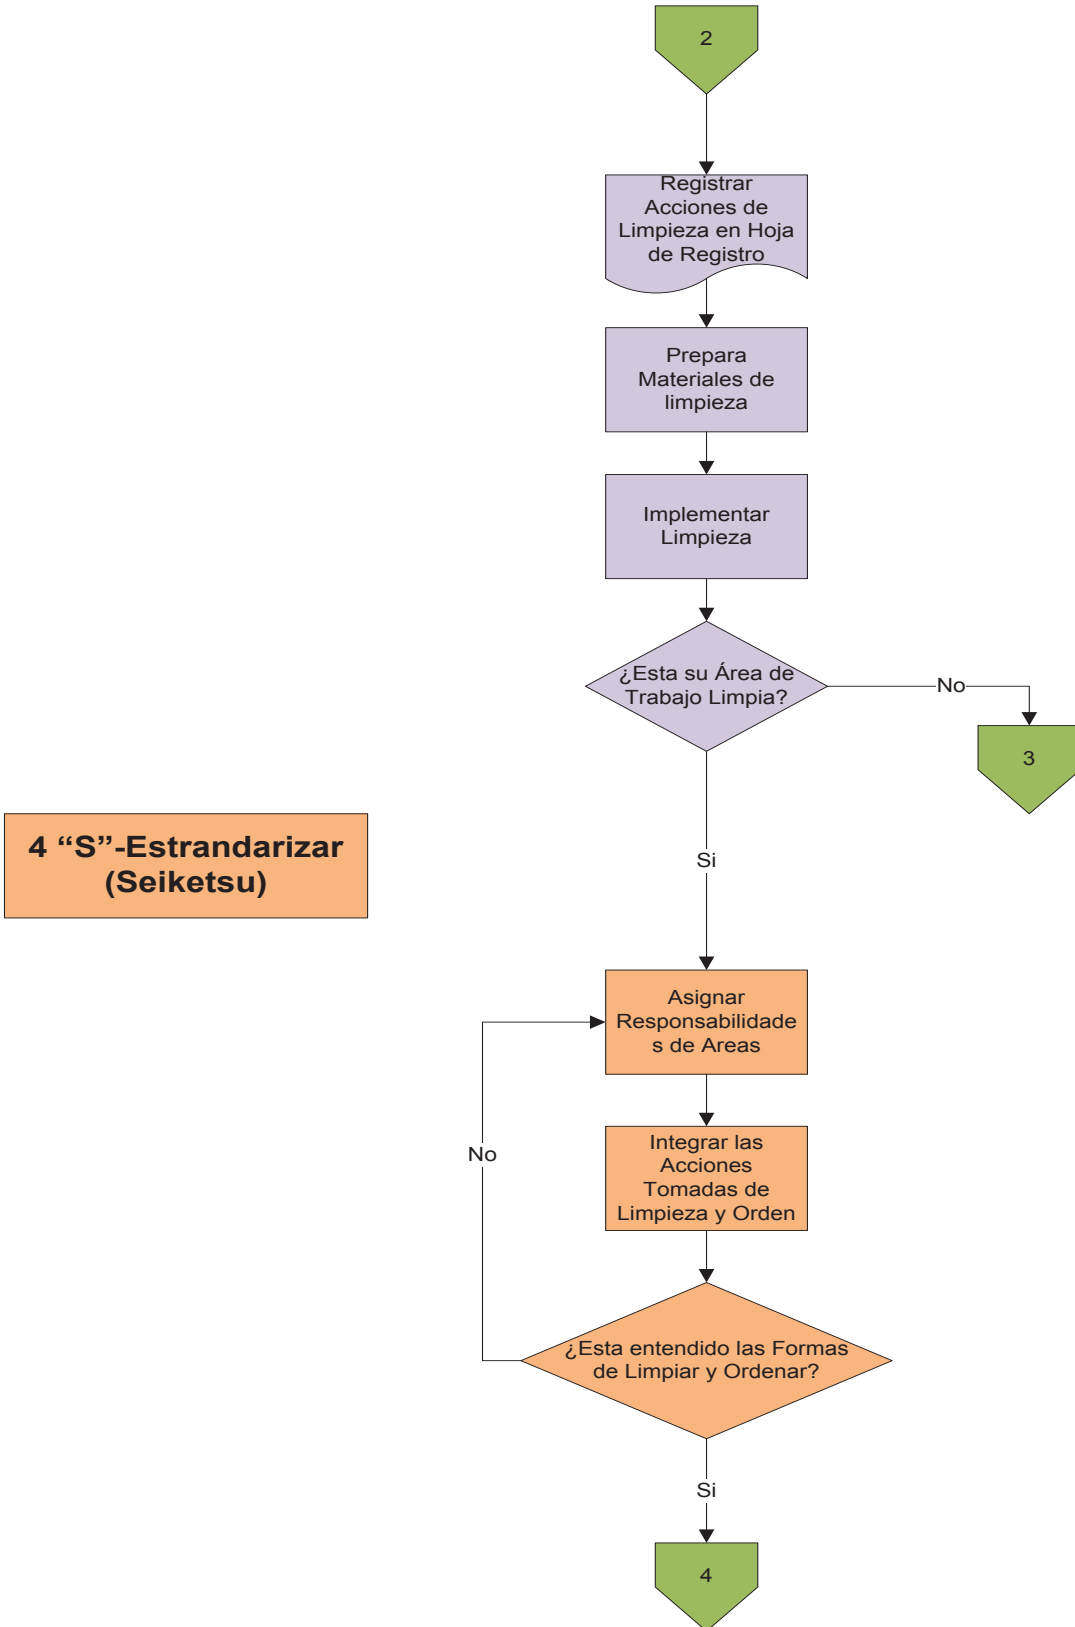 2
Registrar
Acciones de
Limpieza en Hoja
de Registro
Prepara
Materiales de
limpieza
Implementar
Limpieza
¿Esta su Área de
Trabajo Limpia?
No
3
4 “S”-Estrandarizar
(Seiketsu)
Si
Asignar
Responsabilidade
s de Areas
No
Integrar las
Acciones
Tomadas de
Limpieza y Orden
¿Esta entendido las Formas
de Limpiar y Ordenar?
Si
4